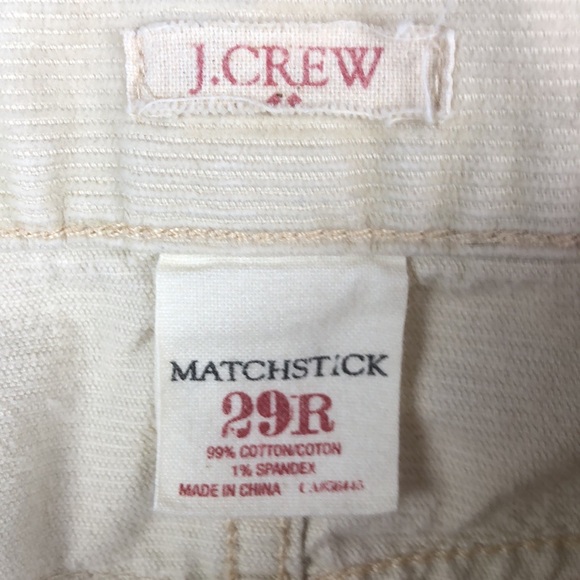 J.CREW
MATCHSTICK
29R
99% COTTON/COTON
1% SPANDEX
MADE IN CHINA